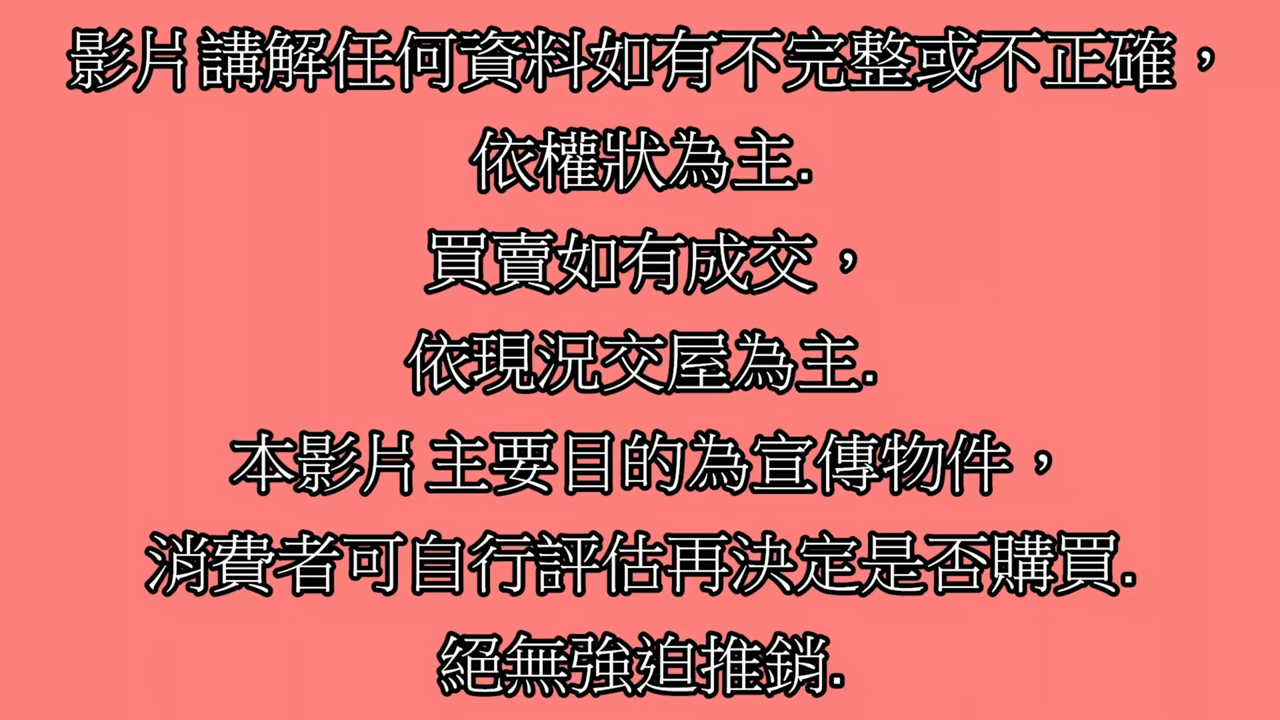 影片講解任何資料如有不完整或不正確，
依權狀為主.
買賣如有成交，
依現況交屋為主.
本影片主要目的為宣傳物件，
消費者可自行評估再決定是否購買.
絕無強迫推銷.